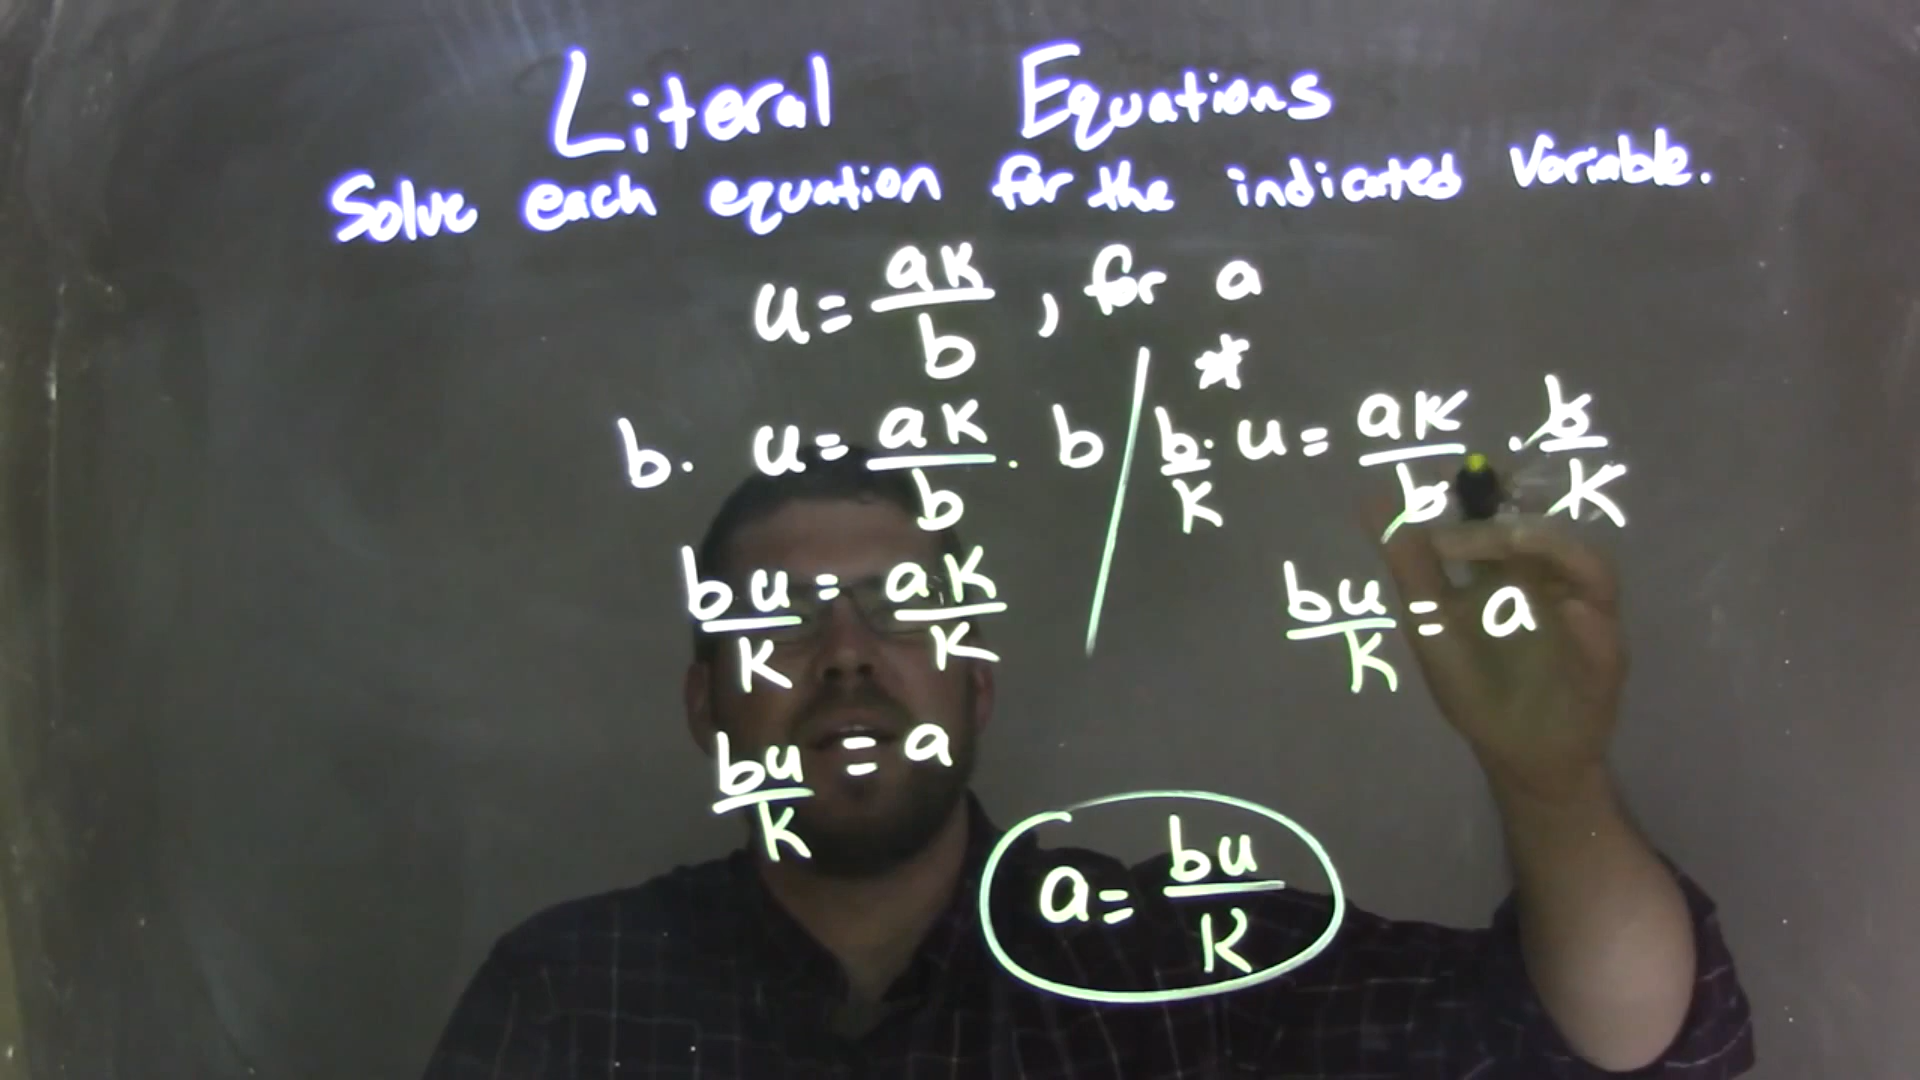 Literal Equations
Solve each equation for the indicated variable.
u = ak/b , for a
*
b · u = ak/b · b / b/k · u = ak/b · b/k
bu/k = ak/k
bu/k = a
bu/k = a
a = bu/k